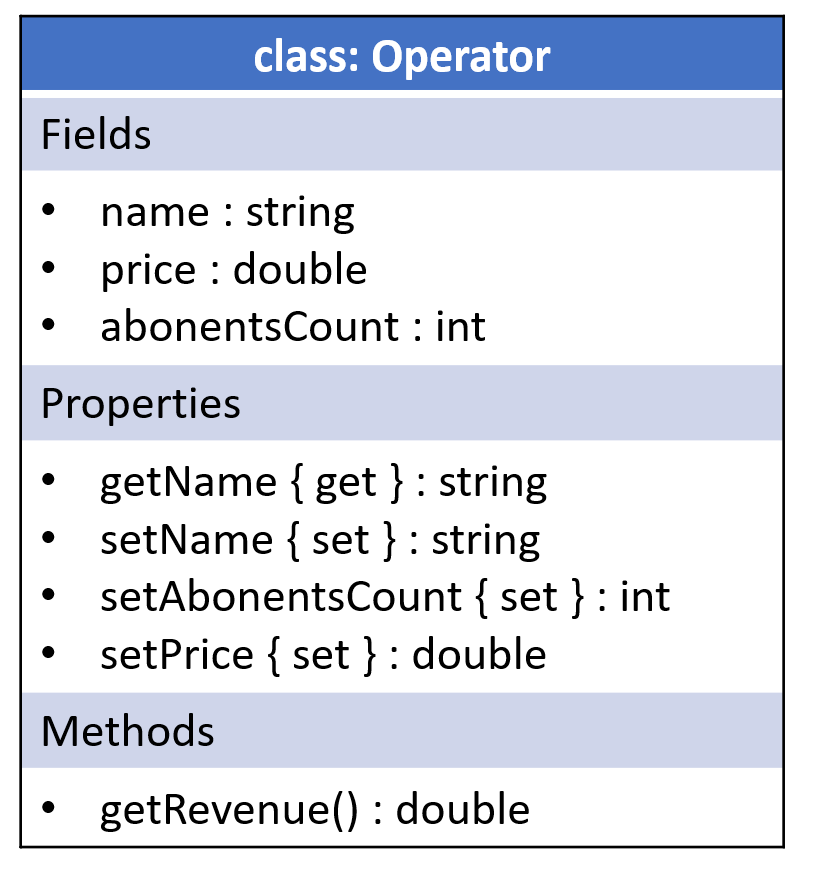 class: Operator
Fields
• name : string
• price : double
• abonentsCount : int
Properties
• getName { get } : string
• setName { set } : string
• setAbonentsCount { set } : int
• setPrice { set } : double
Methods
• getRevenue() : double